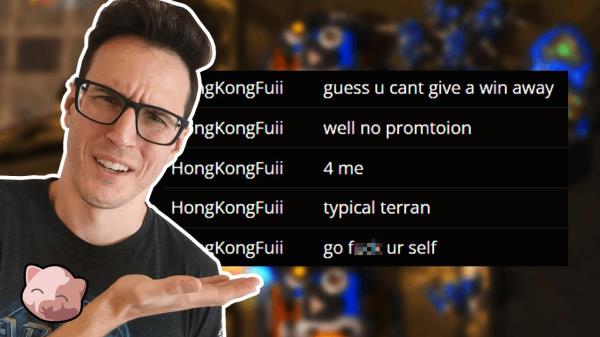 ngKongFuii guess u cant give a win away
ngKongFuii well no promtoion
HongKongFuii 4 me
HongKongFuii typical terran
ngKongFuii go f ur self